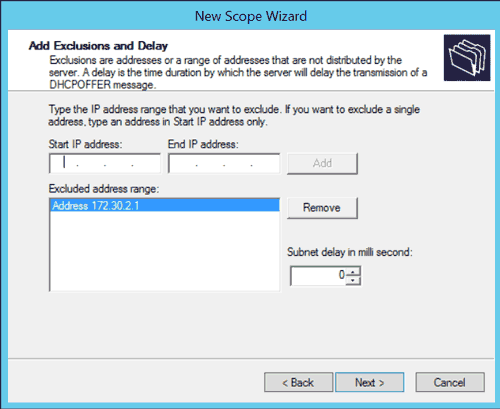 New Scope Wizard
Add Exclusions and Delay
Exclusions are addresses or a range of addresses that are not distributed by the
server. A delay is the time duration by which the server will delay the transmission of a
DHCPOFFER message.
Type the IP address range that you want to exclude. If you want to exclude a single
address, type an address in Start IP address only.
Start IP address: End IP address:
. . . . . . Add
Excluded address range:
Address 172.30.2.1 Remove
Subnet delay in milli second:
0
< Back Next > Cancel